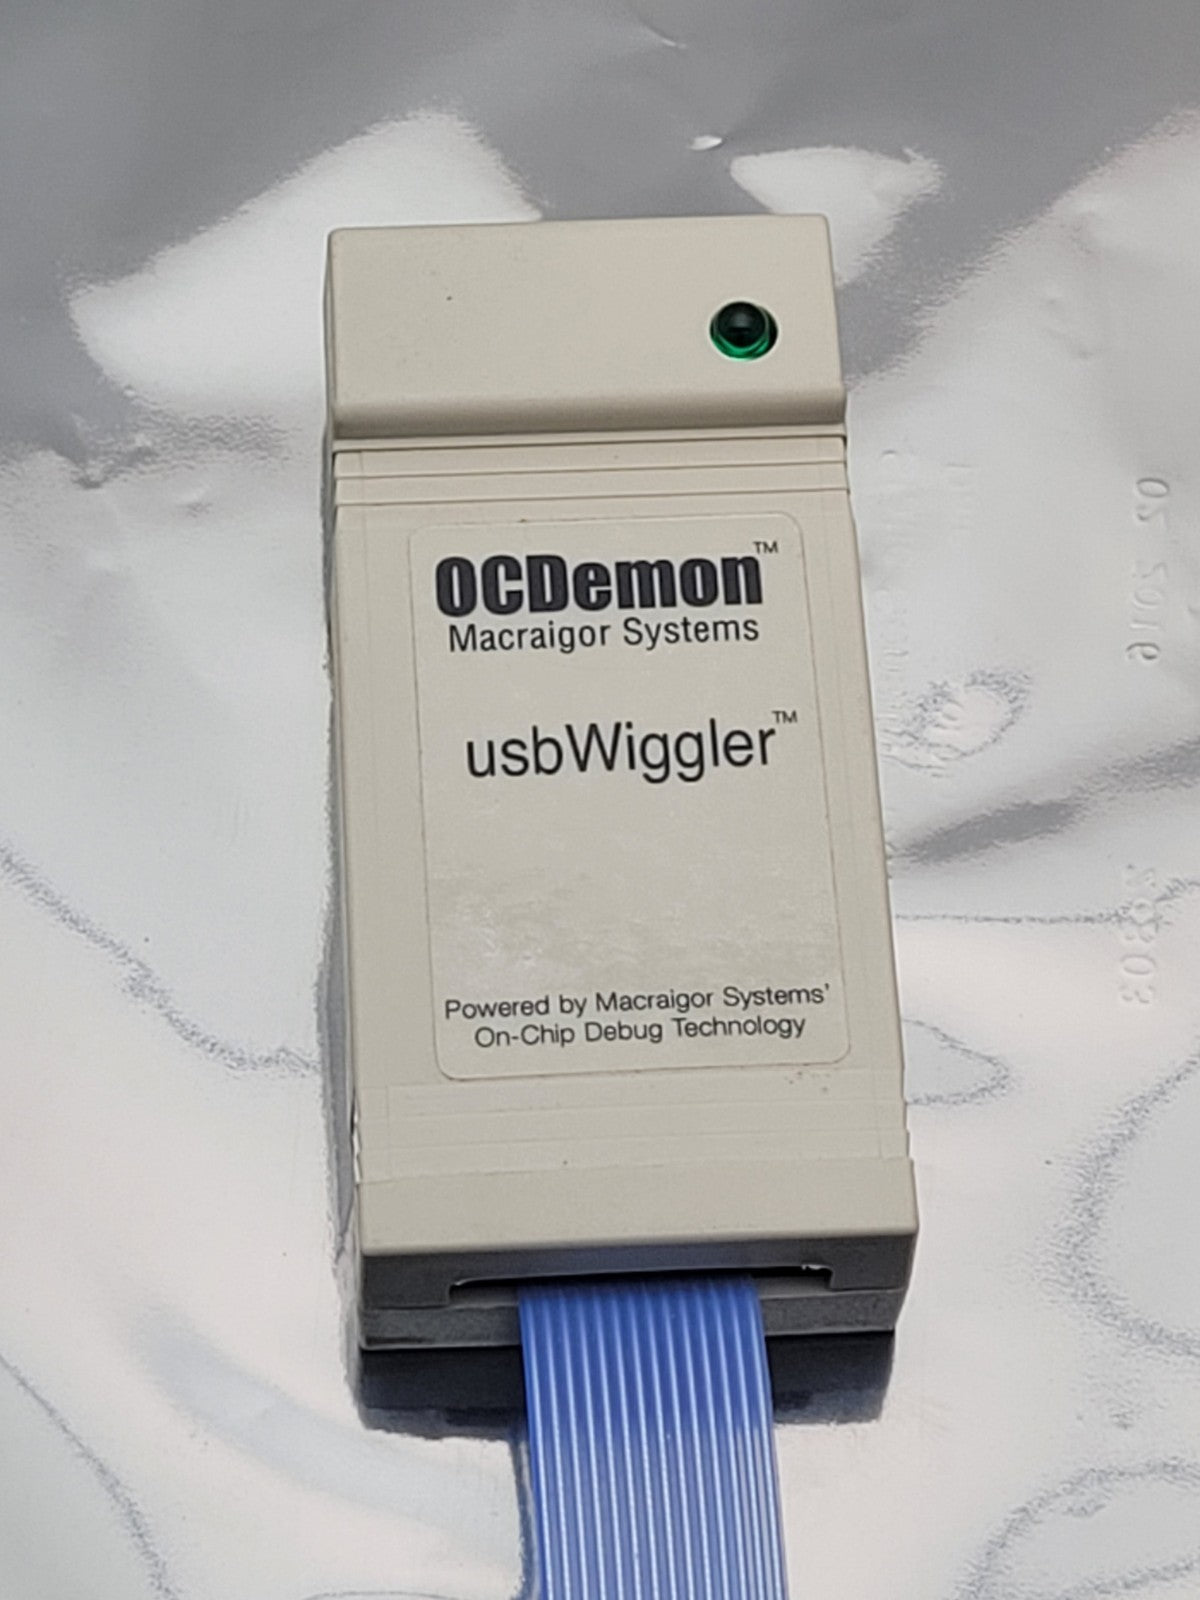 OCDemon™
Macraigor Systems
usbWiggler™
Powered by Macraigor Systems'
On-Chip Debug Technology